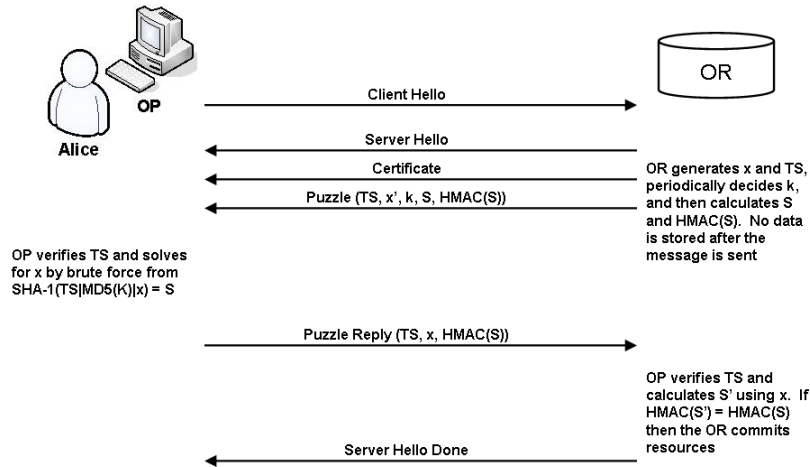 OR
Client Hello
OP
Alice
Server Hello
Certificate
Puzzle (TS, x', k, S, HMAC(S))
OR generates x and TS,
periodically decides k,
and then calculates S
and HMAC(S).  No data
is stored after the
message is sent
OP verifies TS and solves
for x by brute force from
SHA-1(TS|MD5(K)|x) = S
Puzzle Reply (TS, x, HMAC(S))
OP verifies TS and
calculates S' using x.  If
HMAC(S') = HMAC(S)
then the OR commits
resources
Server Hello Done